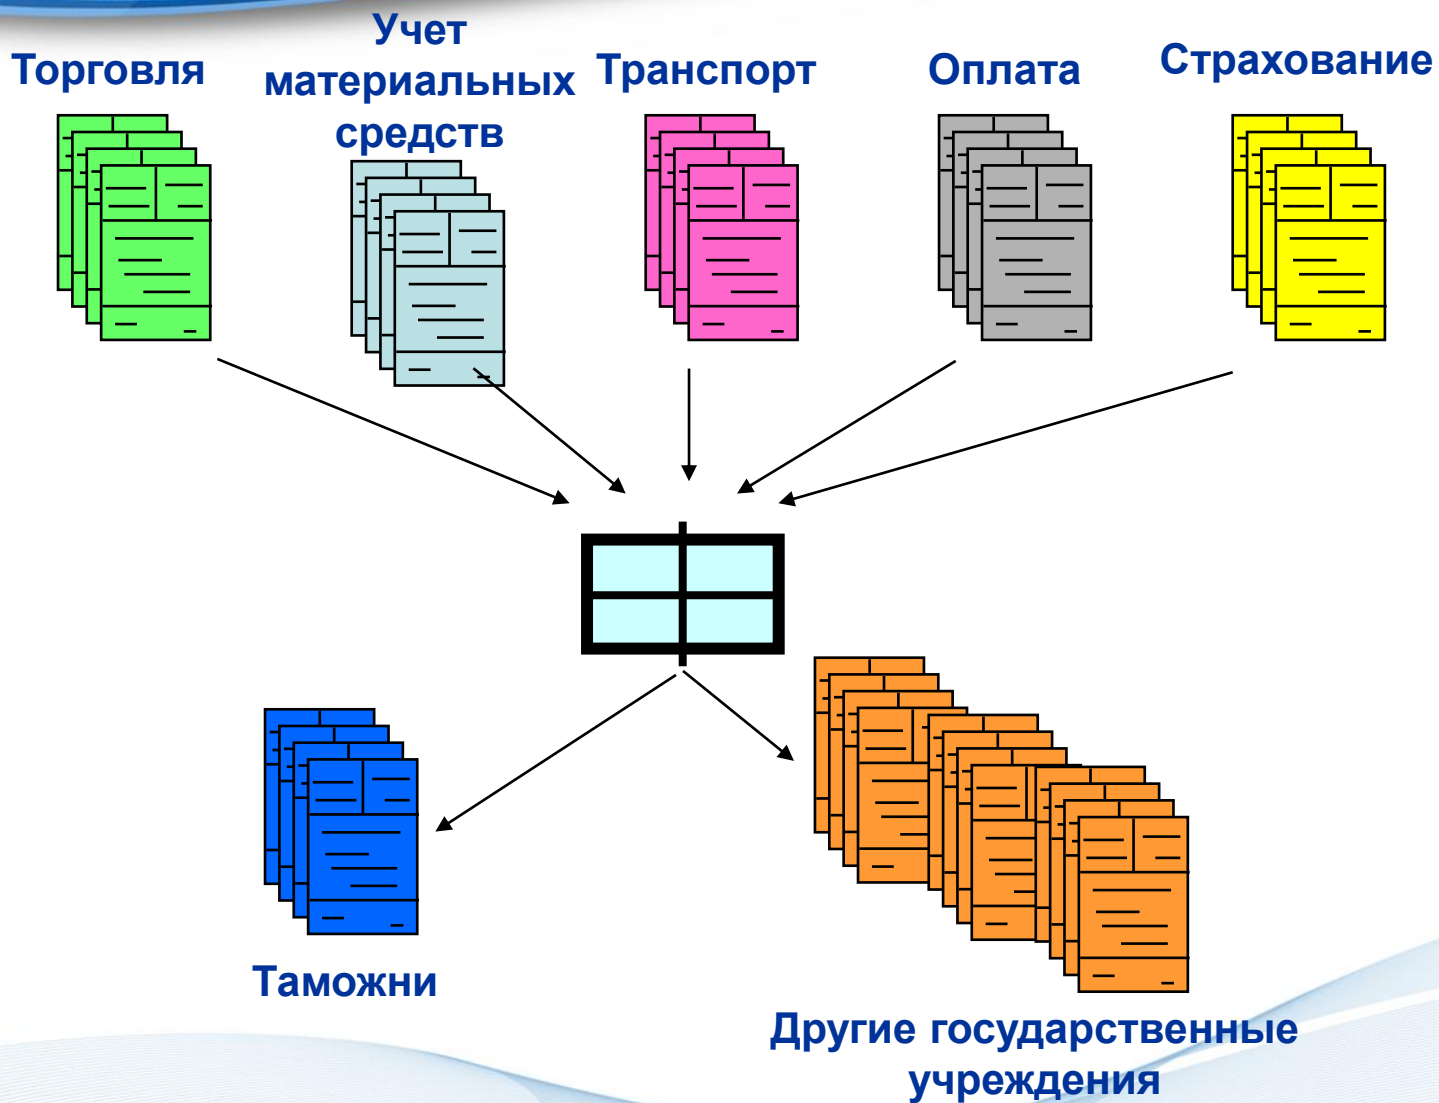 Торговля
Учет
материальных
средств
Транспорт
Оплата
Страхование
Таможни
Другие государственные
учреждения